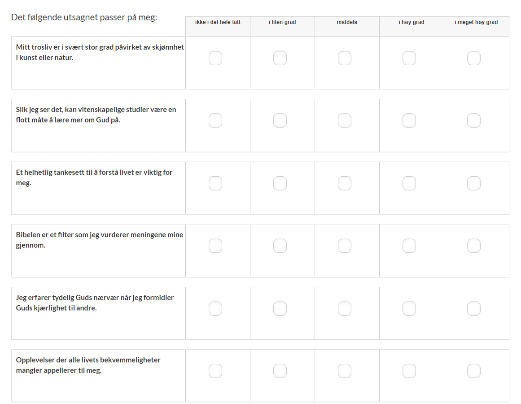 Det følgende utsagnet passer på meg:
ikke i det hele tatt
i liten grad
middels
i høy grad
i meget høy grad
Mitt trosliv er i svært stor grad påvirket av skjønnhet
i kunst eller natur.
Slik jeg ser det, kan vitenskapelige studier være en
flott måte å lære mer om Gud på.
Et helhetlig tankesett til å forstå livet er viktig for
meg.
Bibelen er et filter som jeg vurderer meningene mine
gjennom.
Jeg erfarer tydelig Guds nærvær når jeg formidler
Guds kjærlighet til andre.
Opplevelser der alle livets bekvemmeligheter
mangler appellerer til meg.